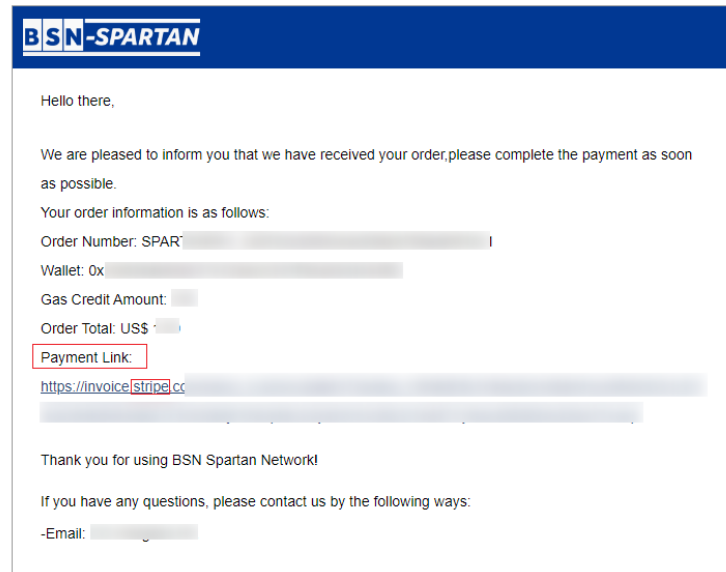 BSN-SPARTAN
Hello there,
We are pleased to inform you that we have received your order,please complete the payment as soon
as possible.
Your order information is as follows:
Order Number: SPART
Wallet: 0x
Gas Credit Amount:
Order Total: US$
Payment Link:
https://invoice.stripe.co
Thank you for using BSN Spartan Network!
If you have any questions, please contact us by the following ways:
-Email: